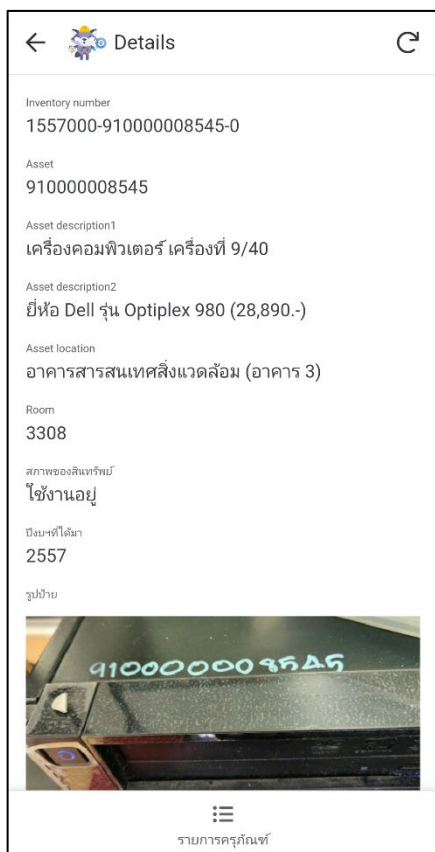 Details
Inventory number
1557000-910000008545-0
Asset
910000008545
Asset description1
เครื่องคอมพิวเตอร์ เครื่องที่ 9/40
Asset description2
ยี่ห้อ Dell รุ่น Optiplex 980 (28,890.-)
Asset location
อาคารสารสนเทศสิ่งแวดล้อม (อาคาร 3)
Room
3308
สภาพของสินทรัพย์
ใช้งานอยู่
ปีงบฯที่ได้มา
2557
รูปป้าย
910000008545
รายการครุภัณฑ์